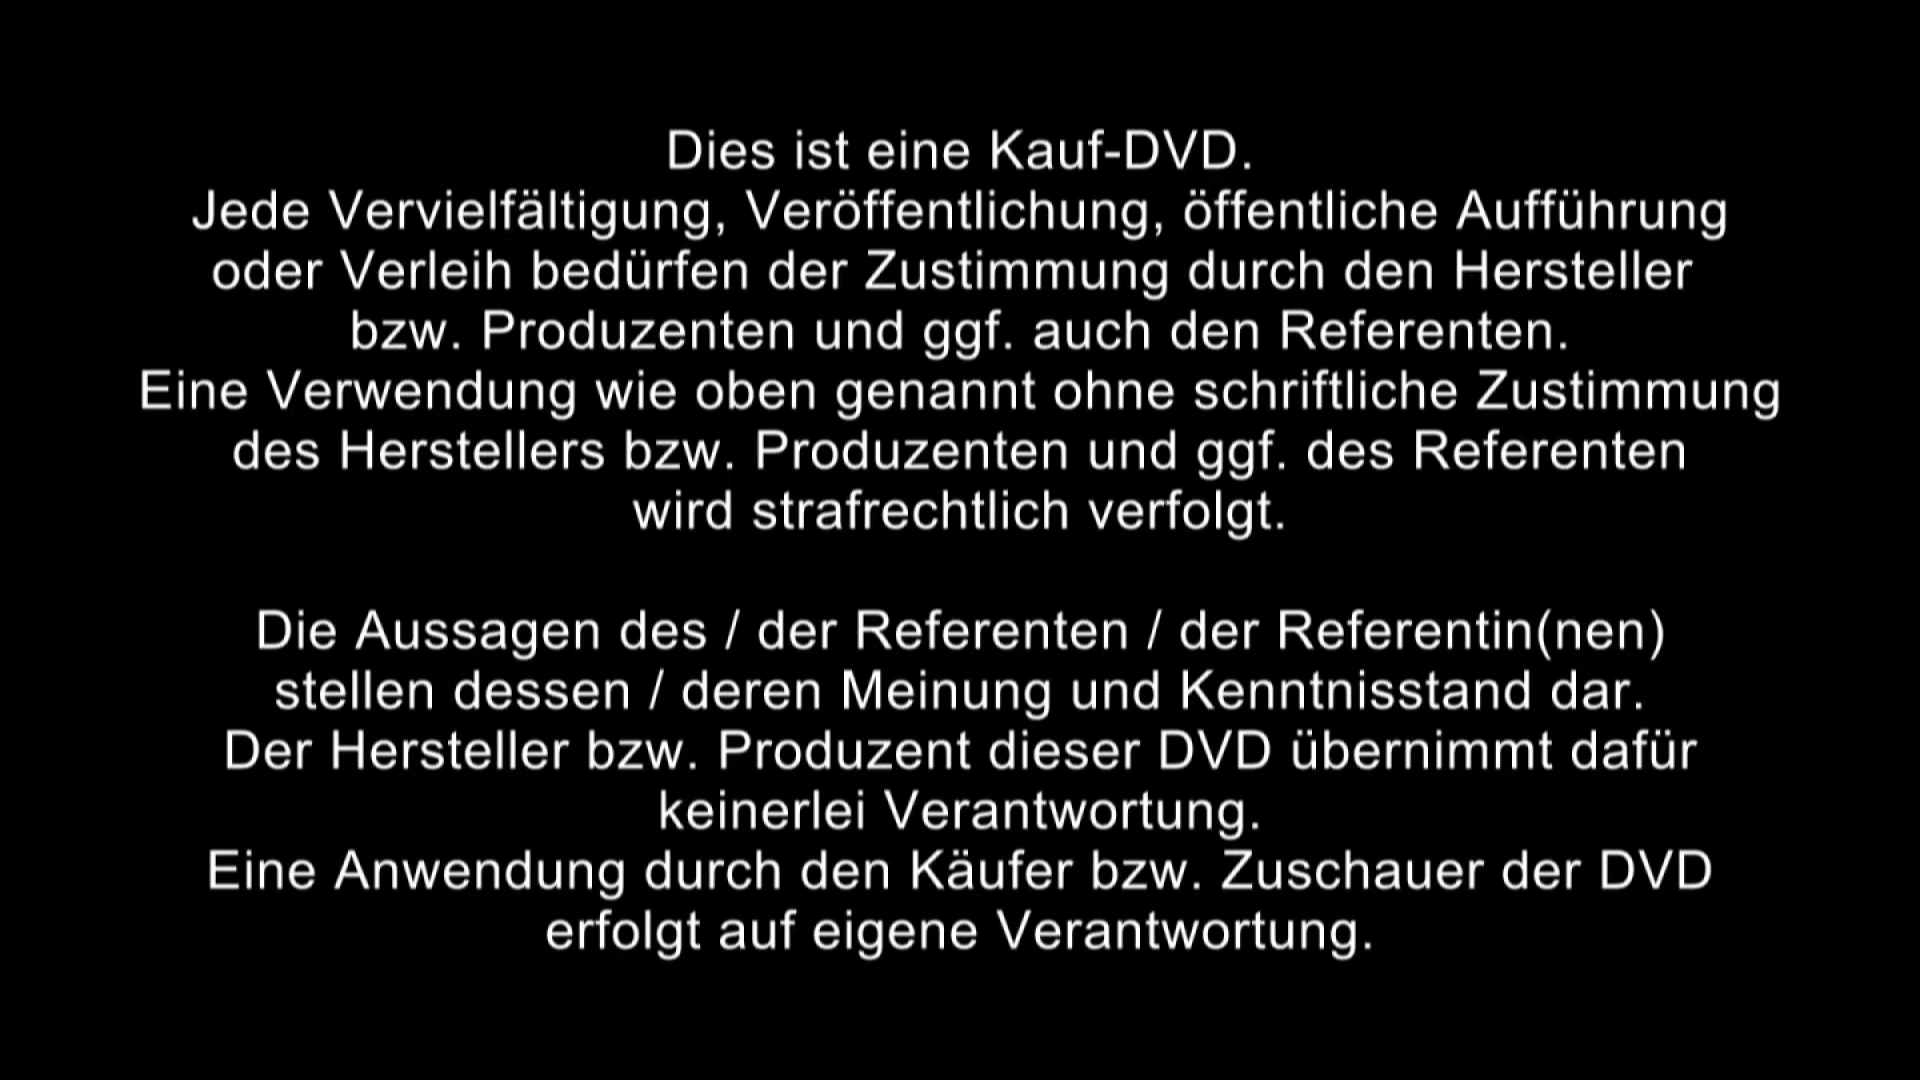 Dies ist eine Kauf-DVD.
Jede Vervielfältigung, Veröffentlichung, öffentliche Aufführung
oder Verleih bedürfen der Zustimmung durch den Hersteller
bzw. Produzenten und ggf. auch den Referenten.
Eine Verwendung wie oben genannt ohne schriftliche Zustimmung
des Herstellers bzw. Produzenten und ggf. des Referenten
wird strafrechtlich verfolgt.
Die Aussagen des / der Referenten / der Referentin(nen)
stellen dessen / deren Meinung und Kenntnisstand dar.
Der Hersteller bzw. Produzent dieser DVD übernimmt dafür
keinerlei Verantwortung.
Eine Anwendung durch den Käufer bzw. Zuschauer der DVD
erfolgt auf eigene Verantwortung.